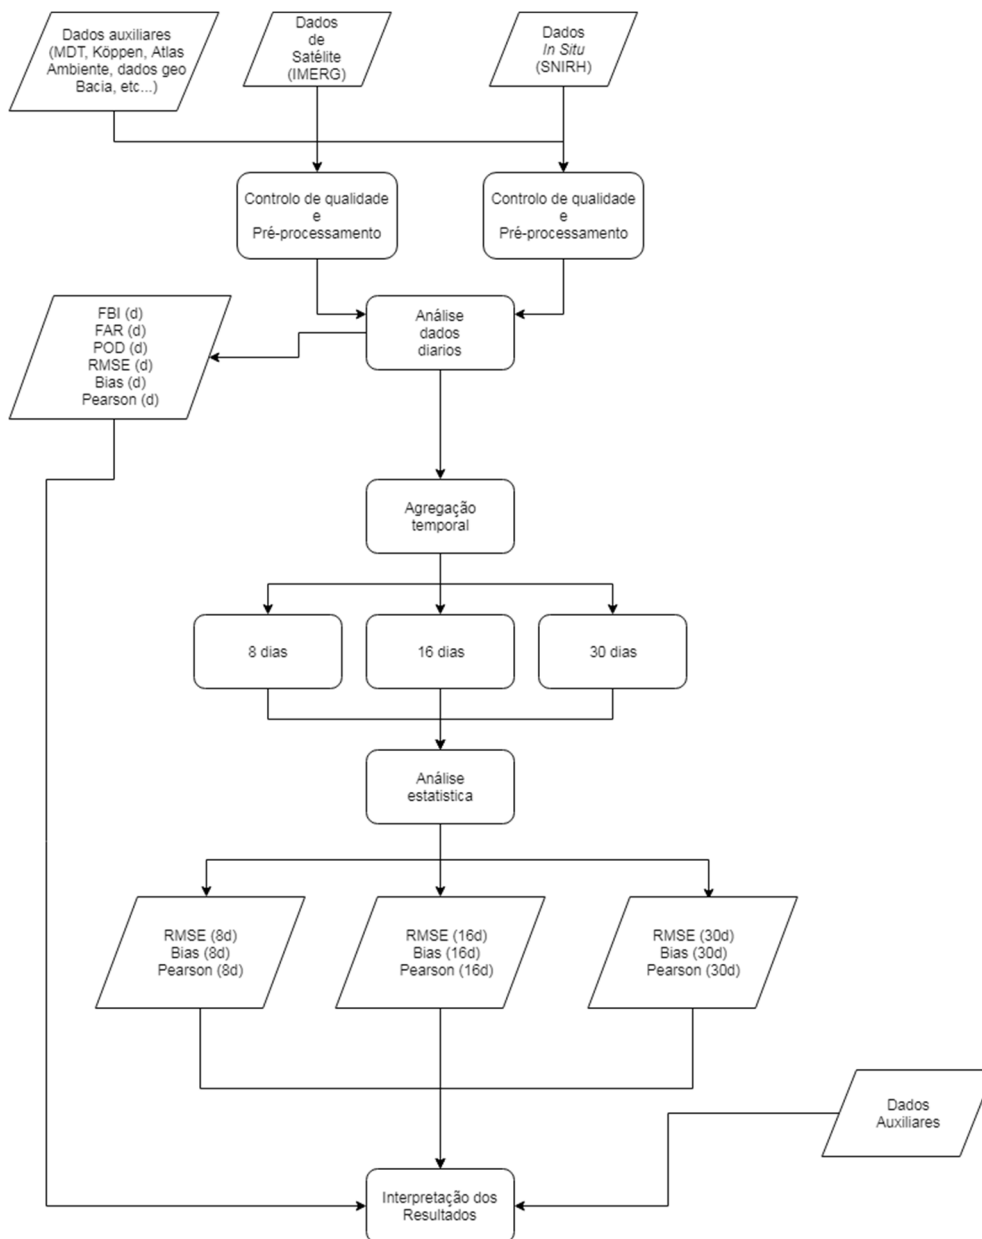 Dados auxiliares
(MDT, Köppen, Atlas
Ambiente, dados geo
Bacia, etc...)
Dados
de
Satélite
(IMERG)
Dados
In Situ
(SNIRH)
Controlo de qualidade
e
Pré-processamento
Controlo de qualidade
e
Pré-processamento
FBI (d)
FAR (d)
POD (d)
RMSE (d)
Bias (d)
Pearson (d)
Análise
dados
diarios
Agregação
temporal
8 dias
16 dias
30 dias
Análise
estatistica
RMSE (8d)
Bias (8d)
Pearson (8d)
RMSE (16d)
Bias (16d)
Pearson (16d)
RMSE (30d)
Bias (30d)
Pearson (30d)
Dados
Auxiliares
Interpretação dos
Resultados